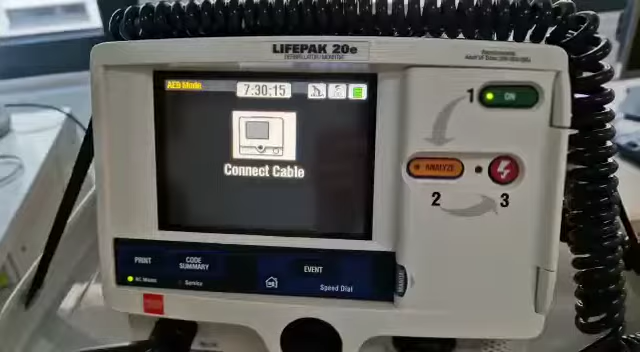 LIFEPAK 20e
DEFIBRILLATOR/MONITOR
AED Mode
7:30:15
Connect Cable
1
ON
ANALYZE
2
3
PRINT
CODE
SUMMARY
EVENT
AC Mains
Service
Speed Dial